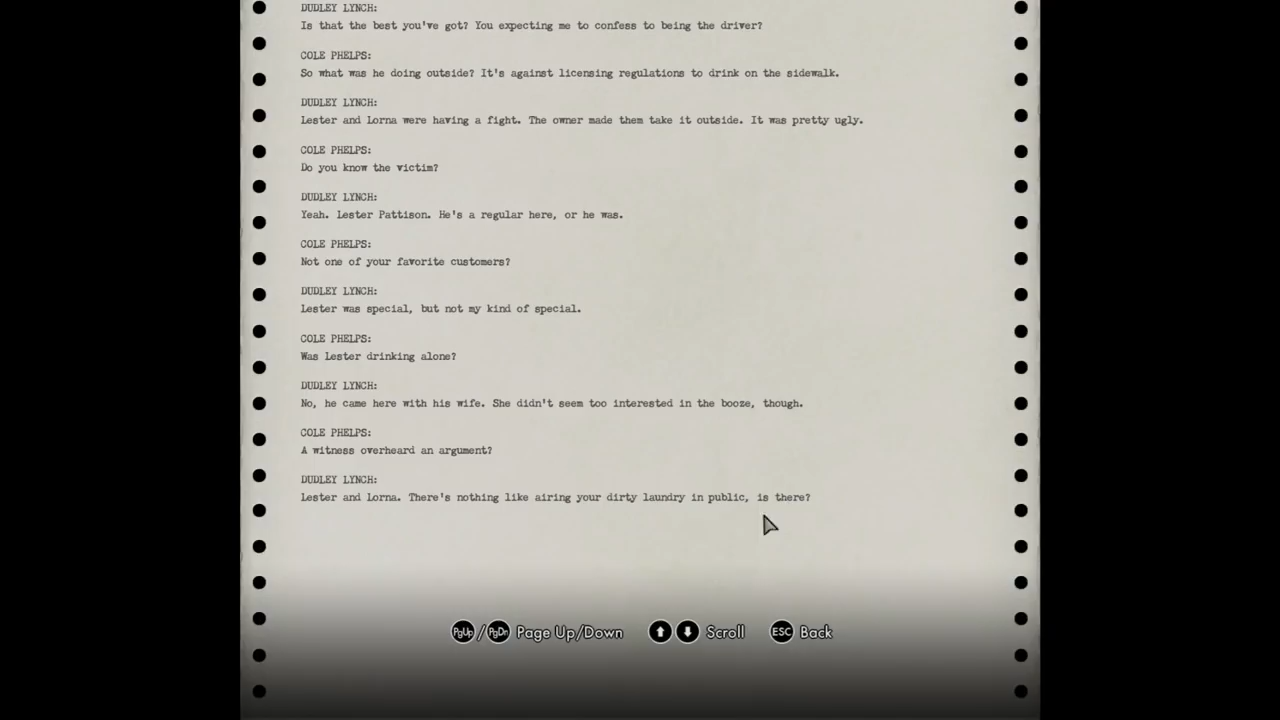 DUDLEY LYNCH:
Is that the best you've got? You expecting me to confess to being the driver?
COLE PHELPS:
So what was he doing outside? It's against licensing regulations to drink on the sidewalk.
DUDLEY LYNCH:
Lester and Lorna were having a fight. The owner made them take it outside. It was pretty ugly.
COLE PHELPS:
Do you know the victim?
DUDLEY LYNCH:
Yeah. Lester Pattison. He's a regular here, or he was.
COLE PHELPS:
Not one of your favorite customers?
DUDLEY LYNCH:
Lester was special, but not my kind of special.
COLE PHELPS:
Was Lester drinking alone?
DUDLEY LYNCH:
No, he came here with his wife. She didn't seem too interested in the booze, though.
COLE PHELPS:
A witness overheard an argument?
DUDLEY LYNCH:
Lester and Lorna. There's nothing like airing your dirty laundry in public, is there?
PgUp / PgDn Page Up/Down Scroll ESC Back